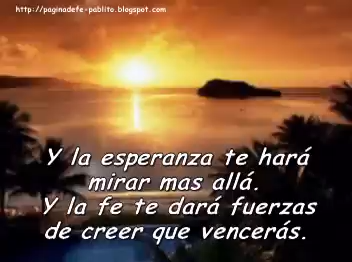 http://paginadefe-pablito.blogspot.com
Y la esperanza te hará
mirar mas allá.
Y la fe te dará fuerzas
de creer que vencerás.